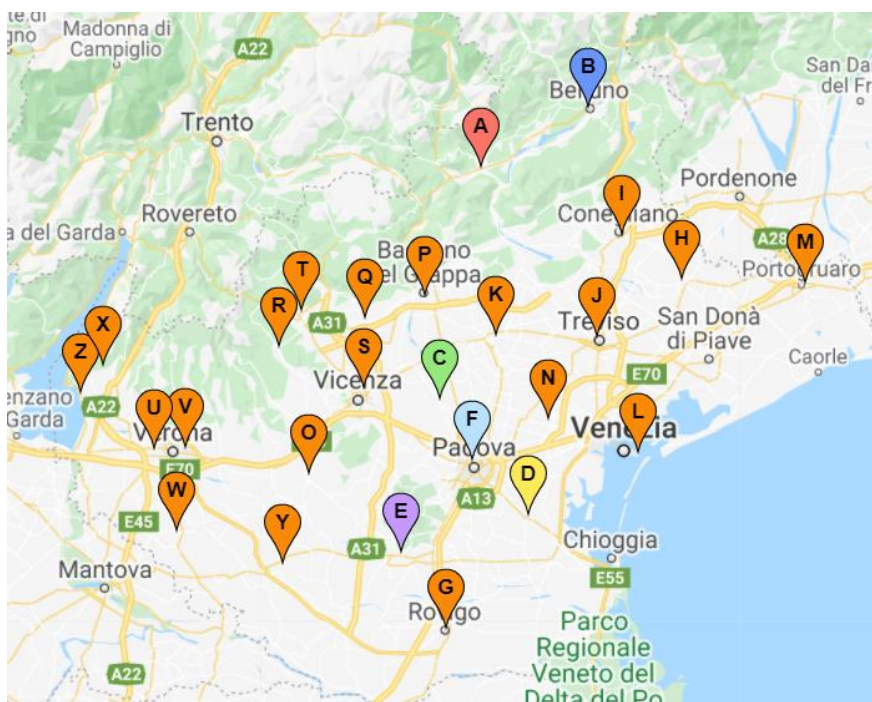 Madonna di
Campiglio
A22
B
Belluno
San Da
del F
A
Trento
Pordenone
I
Conegliano
Rovereto
a del Garda
H
A28
M
Portogruaro
T
Q
P
Bassano
del Grappa
K
J
Treviso
San Donà
di Piave
R
A31
X
Z
S
Vicenza
C
E70
Caorle
enzano
Garda
A22
U
V
Verona
O
F
Padova
N
L
Venezia
E70
D
A13
W
E45
Y
E
A31
Chioggia
Mantova
E55
G
Rovigo
Parco
Regionale
Veneto del
Delta del Po
A22